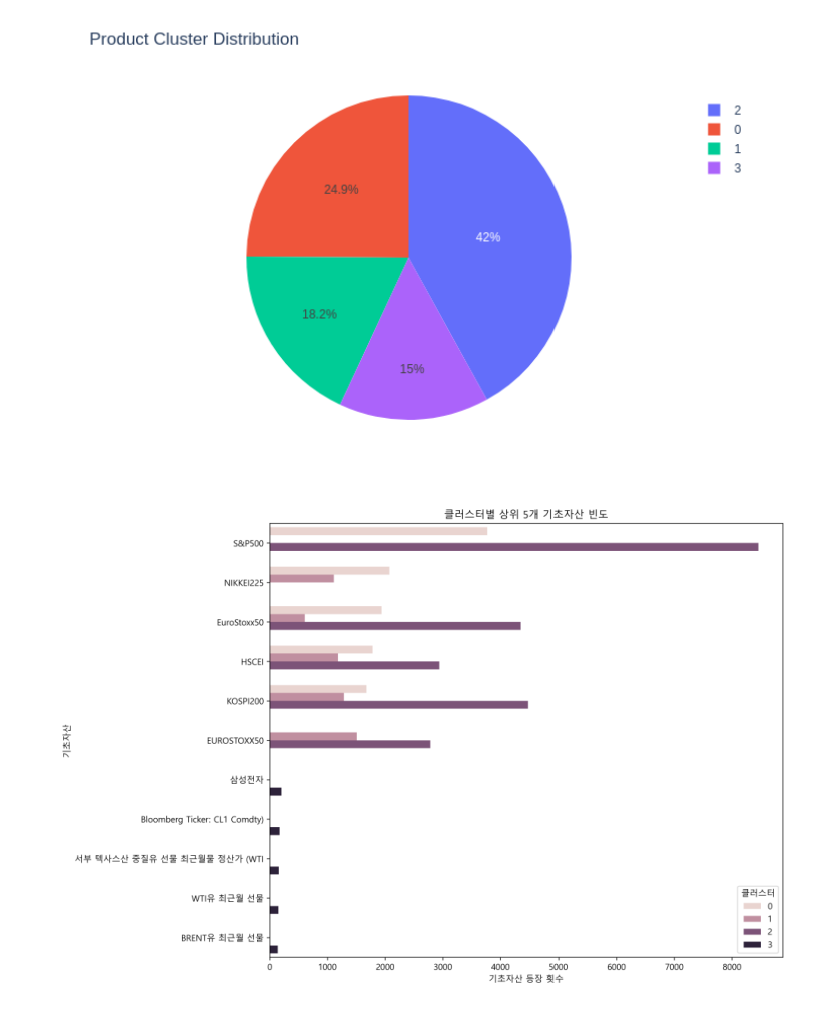 Product Cluster Distribution
2
0
1
3
24.9%
42%
18.2%
15%
클러스터별 상위 5개 기초자산 빈도
S&P500
NIKKEI225
EuroStoxx50
HSCEI
KOSPI200
기초자산
EUROSTOXX50
삼성전자
Bloomberg Ticker: CL1 Comdty)
서부 텍사스산 중질유 선물 최근월물 정산가 (WTI
WTI유 최근월 선물
BRENT유 최근월 선물
클러스터
0
1
2
3
0 1000 2000 3000 4000 5000 6000 7000 8000
기초자산 등장 횟수